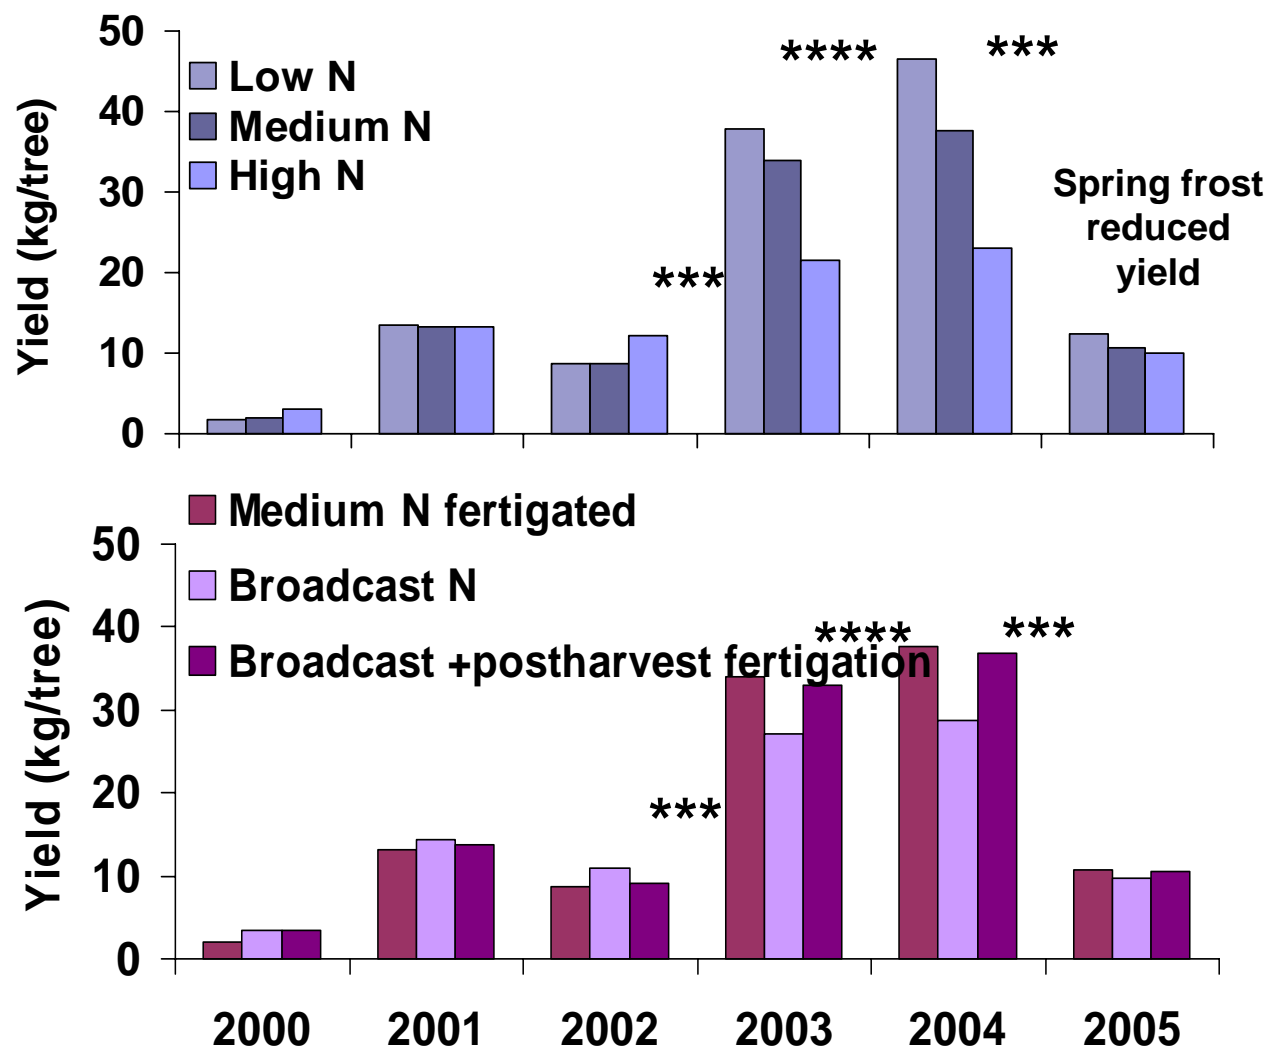 50
40
30
20
10
0
Yield (kg/tree)
Low N
Medium N
High N
***
****
***
Spring frost
reduced
yield
50
40
30
20
10
0
Yield (kg/tree)
Medium N fertigated
Broadcast N
Broadcast +postharvest fertigation
***
****
***
2000 2001 2002 2003 2004 2005